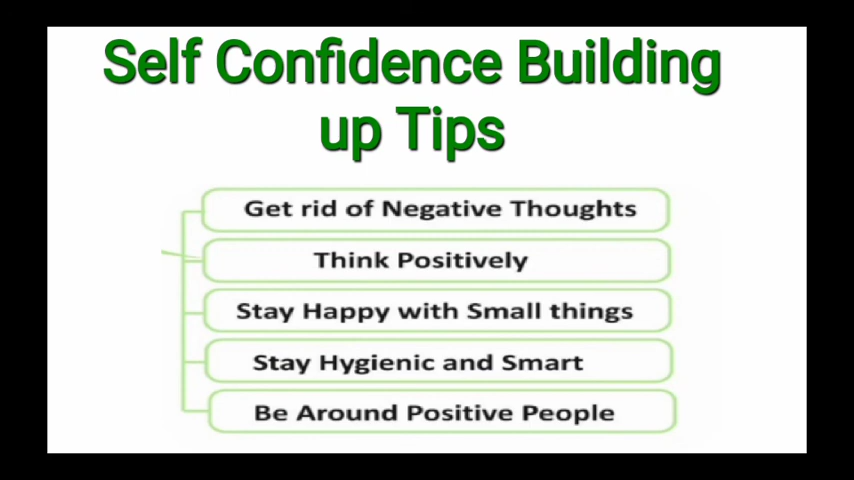 Self Confidence Building
up Tips
Get rid of Negative Thoughts
Think Positively
Stay Happy with Small things
Stay Hygienic and Smart
Be Around Positive People